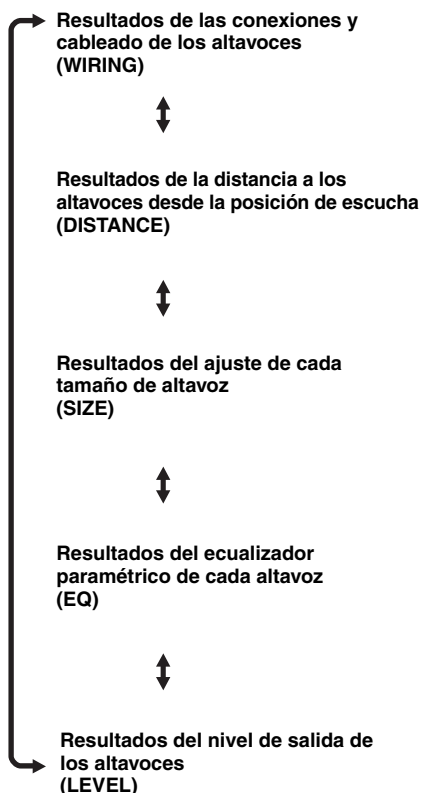 Resultados de las conexiones y
cableado de los altavoces
(WIRING)
Resultados de la distancia a los
altavoces desde la posición de escucha
(DISTANCE)
Resultados del ajuste de cada
tamaño de altavoz
(SIZE)
Resultados del ecualizador
paramétrico de cada altavoz
(EQ)
Resultados del nivel de salida de
los altavoces
(LEVEL)